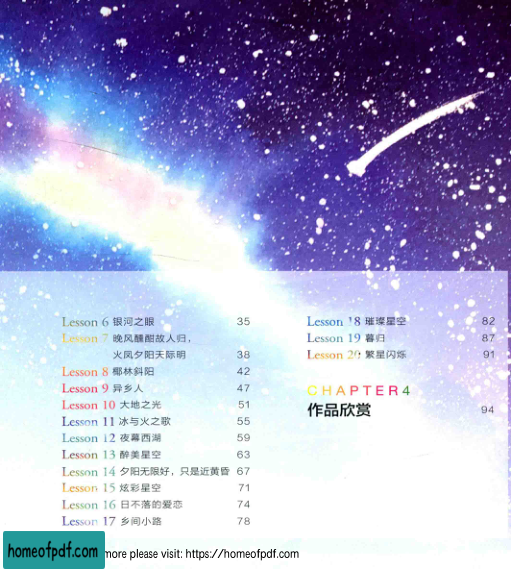 Lesson 6 银河之眼 35
Lesson 7 晚风醺酣故人归，
火凤夕阳天际明 38
Lesson 8 椰林斜阳 42
Lesson 9 异乡人 47
Lesson 10 大地之光 51
Lesson 11 冰与火之歌 55
Lesson 12 夜幕西湖 59
Lesson 13 醉美星空 63
Lesson 14 夕阳无限好，只是近黄昏 67
Lesson 15 炫彩星空 71
Lesson 16 日不落的爱恋 74
Lesson 17 乡间小路 78
Lesson 18 璀璨星空 82
Lesson 19 暮归 87
Lesson 20 繁星闪烁 91
CHAPTER 4
作品欣赏 94
homeofpdf.com
more please visit: https://homeofpdf.com